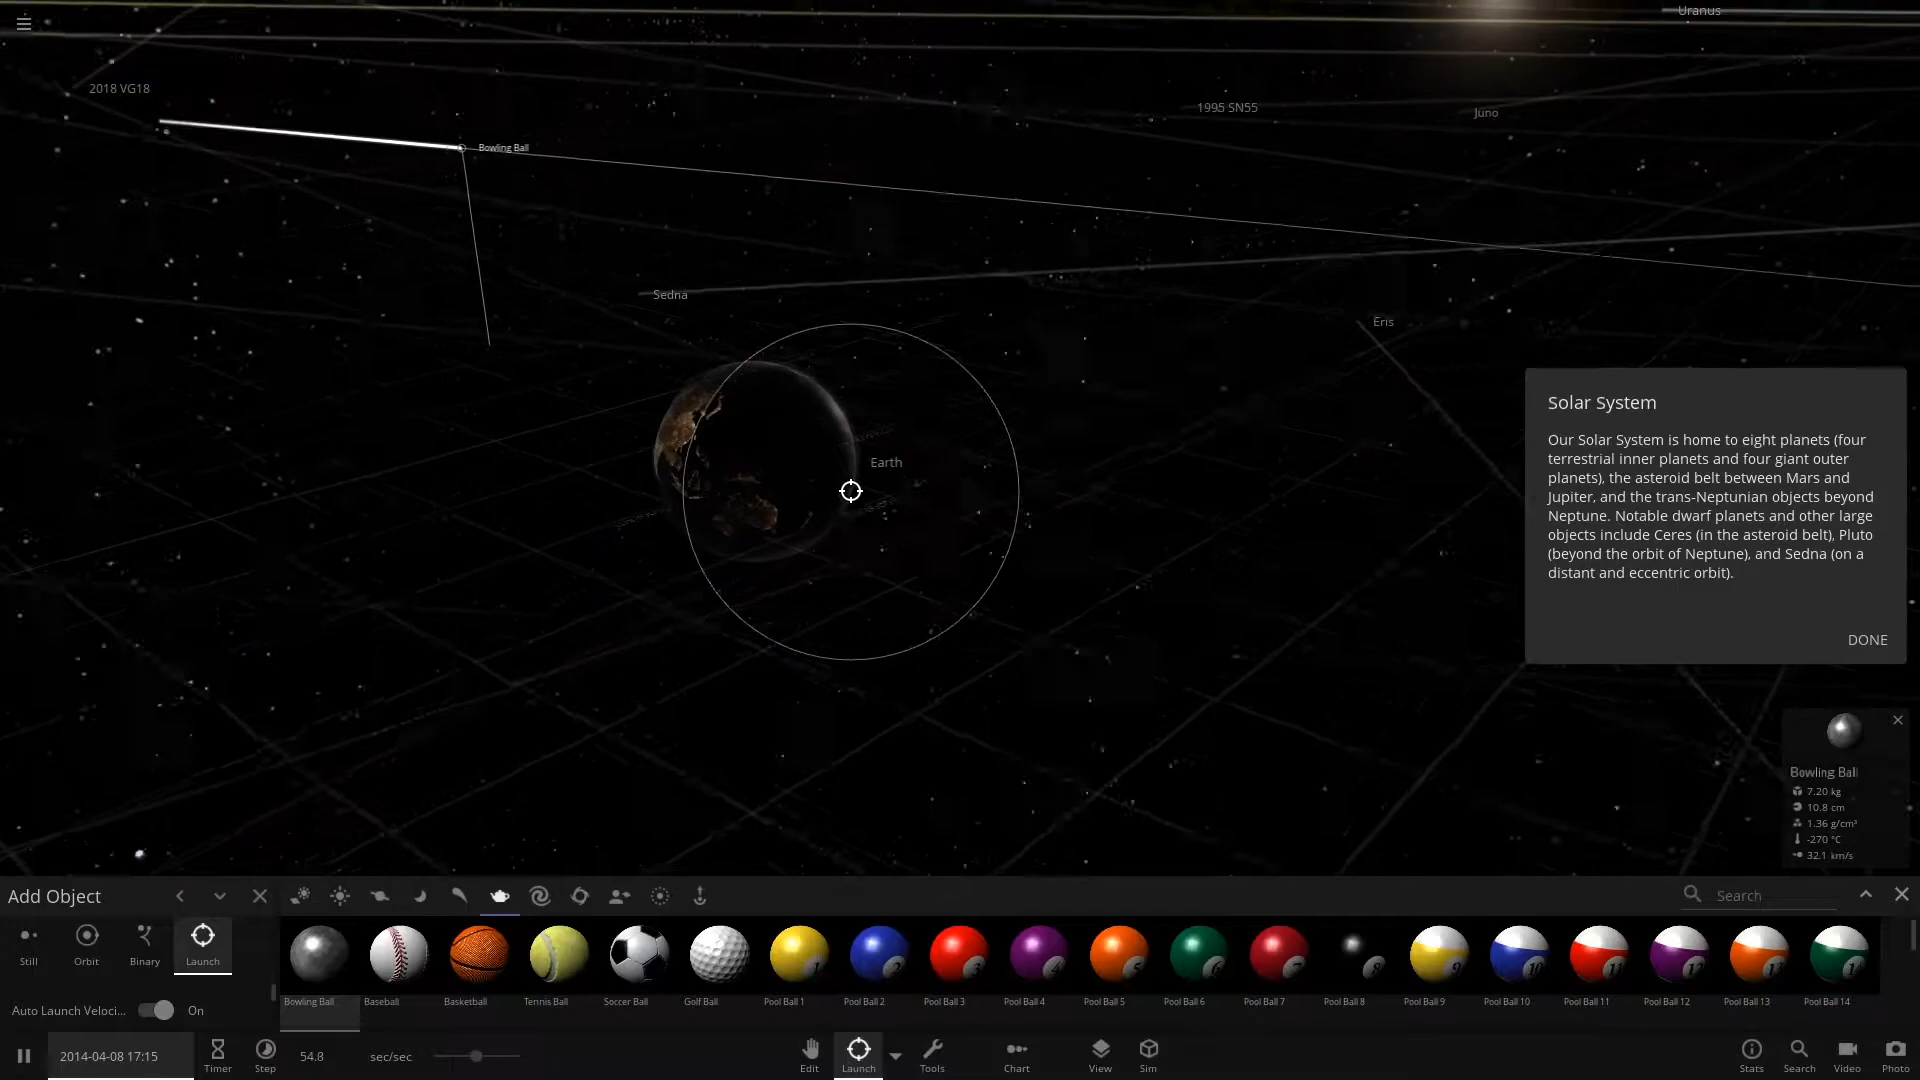 Uranus
2018 VG18
1995 SN55
Juno
Bowling Ball
Sedna
Eris
Earth
Solar System
Our Solar System is home to eight planets (four
terrestrial inner planets and four giant outer
planets), the asteroid belt between Mars and
Jupiter, and the trans-Neptunian objects beyond
Neptune. Notable dwarf planets and other large
objects include Ceres (in the asteroid belt), Pluto
(beyond the orbit of Neptune), and Sedna (on a
distant and eccentric orbit).
DONE
Bowling Ball
7.20 kg
10.8 cm
1.36 g/cm³
-270 °C
32.1 km/s
Add Object
Search
Still
Orbit
Binary
Launch
Auto Launch Veloci... On
Bowling Ball
Baseball
Basketball
Tennis Ball
Soccer Ball
Golf Ball
Pool Ball 1
Pool Ball 2
Pool Ball 3
Pool Ball 4
Pool Ball 5
Pool Ball 6
Pool Ball 7
Pool Ball 8
Pool Ball 9
Pool Ball 10
Pool Ball 11
Pool Ball 12
Pool Ball 13
Pool Ball 14
2014-04-08 17:15
Timer
Step
54.8 sec/sec
Edit
Launch
Tools
Chart
View
Sim
Stats
Search
Video
Photo